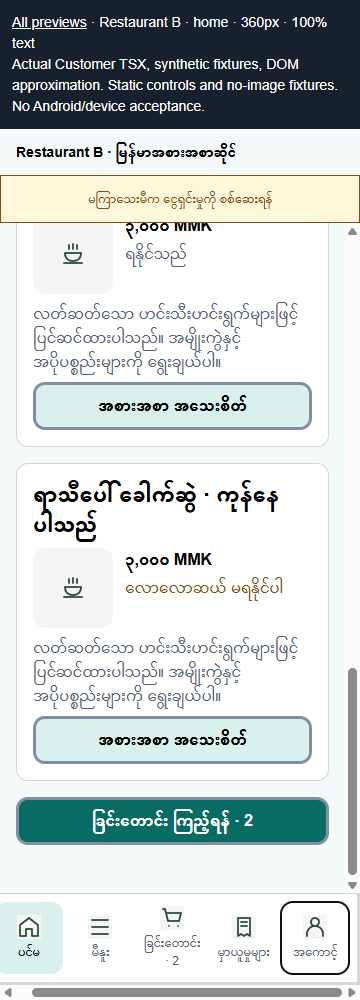 All previews · Restaurant B · home · 360px · 100%
text
Actual Customer TSX, synthetic fixtures, DOM
approximation. Static controls and no-image fixtures.
No Android/device acceptance.
Restaurant B · မြန်မာအစားအစာဆိုင်
မကြာသေးမီက ငွေရှင်းမှုကို စစ်ဆေးရန်
၃,၀၀၀ MMK
ရနိုင်သည်
လတ်ဆတ်သော ဟင်းသီးဟင်းရွက်များဖြင့်
ပြင်ဆင်ထားပါသည်။ အမျိုးကွဲနှင့်
အပိုပစ္စည်းများကို ရွေးချယ်ပါ။
အစားအစာ အသေးစိတ်
ရာသီပေါ် ခေါက်ဆွဲ · ကုန်နေ
ပါသည်
၃,၀၀၀ MMK
လောလောဆယ် မရနိုင်ပါ
လတ်ဆတ်သော ဟင်းသီးဟင်းရွက်များဖြင့်
ပြင်ဆင်ထားပါသည်။ အမျိုးကွဲနှင့်
အပိုပစ္စည်းများကို ရွေးချယ်ပါ။
အစားအစာ အသေးစိတ်
ခြင်းတောင်း ကြည့်ရန် · 2
ပင်မ
မီနူး
ခြင်းတောင်း
· 2
မှာယူမှုများ
အကောင့်